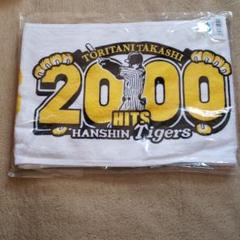 TORITANI TAKASHI
2000
HITS
HANSHIN Tigers